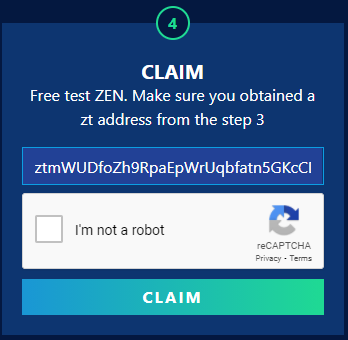 4
CLAIM
Free test ZEN. Make sure you obtained a
zt address from the step 3
ztmWUDfoZh9RpaEpWrUqbfatn5GKcCl
I'm not a robot
reCAPTCHA
Privacy - Terms
CLAIM